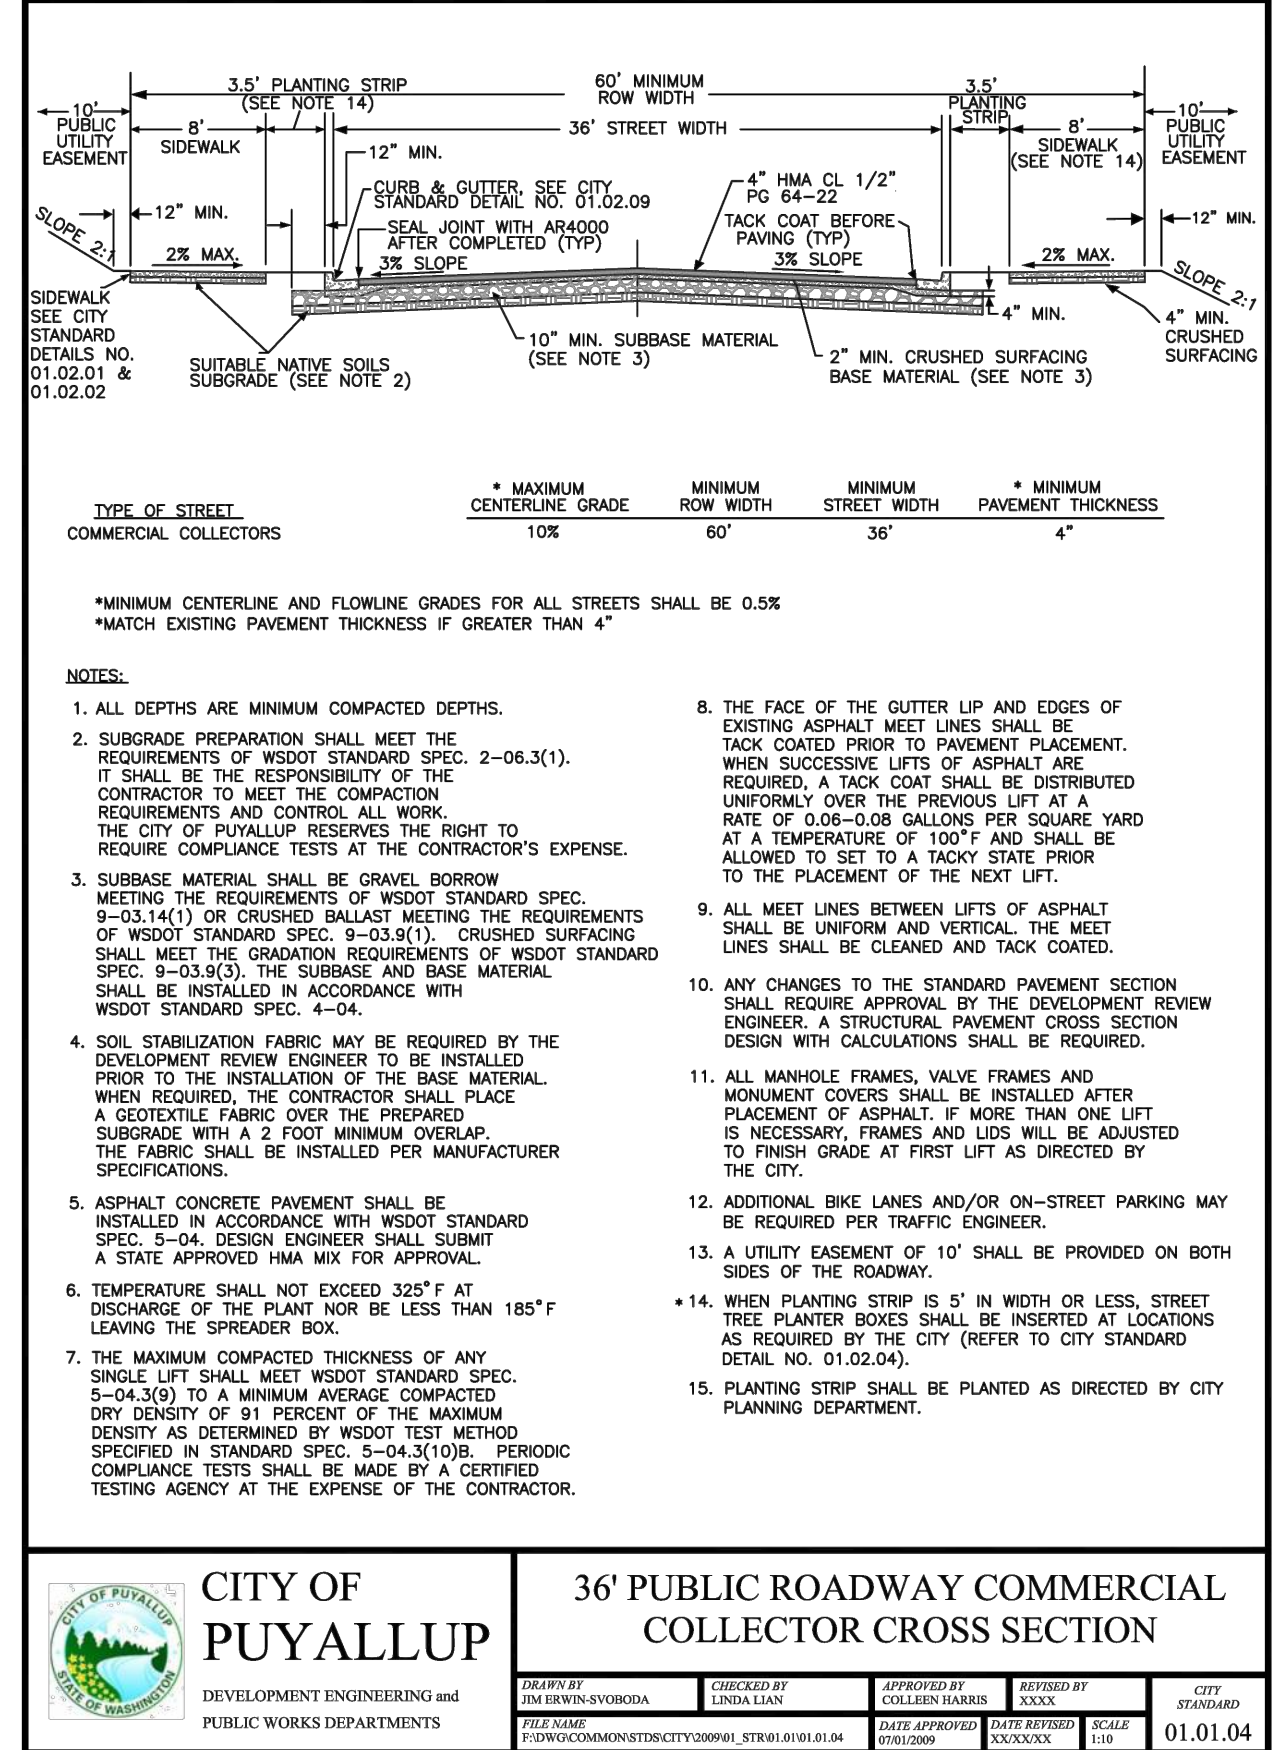 60' MINIMUM
ROW WIDTH
3.5' PLANTING STRIP
(SEE NOTE 14)
3.5'
PLANTING
STRIP
10'
PUBLIC
UTILITY
EASEMENT
8'
SIDEWALK
36' STREET WIDTH
8'
SIDEWALK
(SEE NOTE 14)
10'
PUBLIC
UTILITY
EASEMENT
12" MIN.
CURB & GUTTER, SEE CITY
STANDARD DETAIL NO. 01.02.09
4" HMA CL 1/2"
PG 64-22
SLOPE 2:1
12" MIN.
SEAL JOINT WITH AR4000
AFTER COMPLETED (TYP)
TACK COAT BEFORE
PAVING (TYP)
12" MIN.
2% MAX.
3% SLOPE
3% SLOPE
2% MAX.
SLOPE 2:1
SIDEWALK
SEE CITY
STANDARD
DETAILS NO.
01.02.01 &
01.02.02
SUITABLE NATIVE SOILS
SUBGRADE (SEE NOTE 2)
10" MIN. SUBBASE MATERIAL
(SEE NOTE 3)
2" MIN. CRUSHED SURFACING
BASE MATERIAL (SEE NOTE 3)
4" MIN.
4" MIN.
CRUSHED
SURFACING
TYPE OF STREET
* MAXIMUM
CENTERLINE GRADE
MINIMUM
ROW WIDTH
MINIMUM
STREET WIDTH
* MINIMUM
PAVEMENT THICKNESS
COMMERCIAL COLLECTORS 10% 60' 36' 4"
*MINIMUM CENTERLINE AND FLOWLINE GRADES FOR ALL STREETS SHALL BE 0.5%
*MATCH EXISTING PAVEMENT THICKNESS IF GREATER THAN 4"
NOTES:
1. ALL DEPTHS ARE MINIMUM COMPACTED DEPTHS.
2. SUBGRADE PREPARATION SHALL MEET THE
REQUIREMENTS OF WSDOT STANDARD SPEC. 2-06.3(1).
IT SHALL BE THE RESPONSIBILITY OF THE
CONTRACTOR TO MEET THE COMPACTION
REQUIREMENTS AND CONTROL ALL WORK.
THE CITY OF PUYALLUP RESERVES THE RIGHT TO
REQUIRE COMPLIANCE TESTS AT THE CONTRACTOR'S EXPENSE.
3. SUBBASE MATERIAL SHALL BE GRAVEL BORROW
MEETING THE REQUIREMENTS OF WSDOT STANDARD SPEC.
9-03.14(1) OR CRUSHED BALLAST MEETING THE REQUIREMENTS
OF WSDOT STANDARD SPEC. 9-03.9(1). CRUSHED SURFACING
SHALL MEET THE GRADATION REQUIREMENTS OF WSDOT STANDARD
SPEC. 9-03.9(3). THE SUBBASE AND BASE MATERIAL
SHALL BE INSTALLED IN ACCORDANCE WITH
WSDOT STANDARD SPEC. 4-04.
4. SOIL STABILIZATION FABRIC MAY BE REQUIRED BY THE
DEVELOPMENT REVIEW ENGINEER TO BE INSTALLED
PRIOR TO THE INSTALLATION OF THE BASE MATERIAL.
WHEN REQUIRED, THE CONTRACTOR SHALL PLACE
A GEOTEXTILE FABRIC OVER THE PREPARED
SUBGRADE WITH A 2 FOOT MINIMUM OVERLAP.
THE FABRIC SHALL BE INSTALLED PER MANUFACTURER
SPECIFICATIONS.
5. ASPHALT CONCRETE PAVEMENT SHALL BE
INSTALLED IN ACCORDANCE WITH WSDOT STANDARD
SPEC. 5-04. DESIGN ENGINEER SHALL SUBMIT
A STATE APPROVED HMA MIX FOR APPROVAL.
6. TEMPERATURE SHALL NOT EXCEED 325°F AT
DISCHARGE OF THE PLANT NOR BE LESS THAN 185°F
LEAVING THE SPREADER BOX.
7. THE MAXIMUM COMPACTED THICKNESS OF ANY
SINGLE LIFT SHALL MEET WSDOT STANDARD SPEC.
5-04.3(9) TO A MINIMUM AVERAGE COMPACTED
DRY DENSITY OF 91 PERCENT OF THE MAXIMUM
DENSITY AS DETERMINED BY WSDOT TEST METHOD
SPECIFIED IN STANDARD SPEC. 5-04.3(10)B. PERIODIC
COMPLIANCE TESTS SHALL BE MADE BY A CERTIFIED
TESTING AGENCY AT THE EXPENSE OF THE CONTRACTOR.
8. THE FACE OF THE GUTTER LIP AND EDGES OF
EXISTING ASPHALT MEET LINES SHALL BE
TACK COATED PRIOR TO PAVEMENT PLACEMENT.
WHEN SUCCESSIVE LIFTS OF ASPHALT ARE
REQUIRED, A TACK COAT SHALL BE DISTRIBUTED
UNIFORMLY OVER THE PREVIOUS LIFT AT A
RATE OF 0.06-0.08 GALLONS PER SQUARE YARD
AT A TEMPERATURE OF 100°F AND SHALL BE
ALLOWED TO SET TO A TACKY STATE PRIOR
TO THE PLACEMENT OF THE NEXT LIFT.
9. ALL MEET LINES BETWEEN LIFTS OF ASPHALT
SHALL BE UNIFORM AND VERTICAL. THE MEET
LINES SHALL BE CLEANED AND TACK COATED.
10. ANY CHANGES TO THE STANDARD PAVEMENT SECTION
SHALL REQUIRE APPROVAL BY THE DEVELOPMENT REVIEW
ENGINEER. A STRUCTURAL PAVEMENT CROSS SECTION
DESIGN WITH CALCULATIONS SHALL BE REQUIRED.
11. ALL MANHOLE FRAMES, VALVE FRAMES AND
MONUMENT COVERS SHALL BE INSTALLED AFTER
PLACEMENT OF ASPHALT. IF MORE THAN ONE LIFT
IS NECESSARY, FRAMES AND LIDS WILL BE ADJUSTED
TO FINISH GRADE AT FIRST LIFT AS DIRECTED BY
THE CITY.
12. ADDITIONAL BIKE LANES AND/OR ON-STREET PARKING MAY
BE REQUIRED PER TRAFFIC ENGINEER.
13. A UTILITY EASEMENT OF 10' SHALL BE PROVIDED ON BOTH
SIDES OF THE ROADWAY.
* 14. WHEN PLANTING STRIP IS 5' IN WIDTH OR LESS, STREET
TREE PLANTER BOXES SHALL BE INSERTED AT LOCATIONS
AS REQUIRED BY THE CITY (REFER TO CITY STANDARD
DETAIL NO. 01.02.04).
15. PLANTING STRIP SHALL BE PLANTED AS DIRECTED BY CITY
PLANNING DEPARTMENT.
CITY OF PUYALLUP
STATE OF WASHINGTON
CITY OF
PUYALLUP
DEVELOPMENT ENGINEERING and
PUBLIC WORKS DEPARTMENTS
36' PUBLIC ROADWAY COMMERCIAL
COLLECTOR CROSS SECTION
DRAWN BY
JIM ERWIN-SVOBODA
CHECKED BY
LINDA LIAN
APPROVED BY
COLLEEN HARRIS
REVISED BY
XXXX
CITY
STANDARD
01.01.04
FILE NAME
F:\DWG\COMMON\STDS\CITY\2009\01_STR\01.01\01.01.04
DATE APPROVED
07/01/2009
DATE REVISED
XX/XX/XX
SCALE
1:10